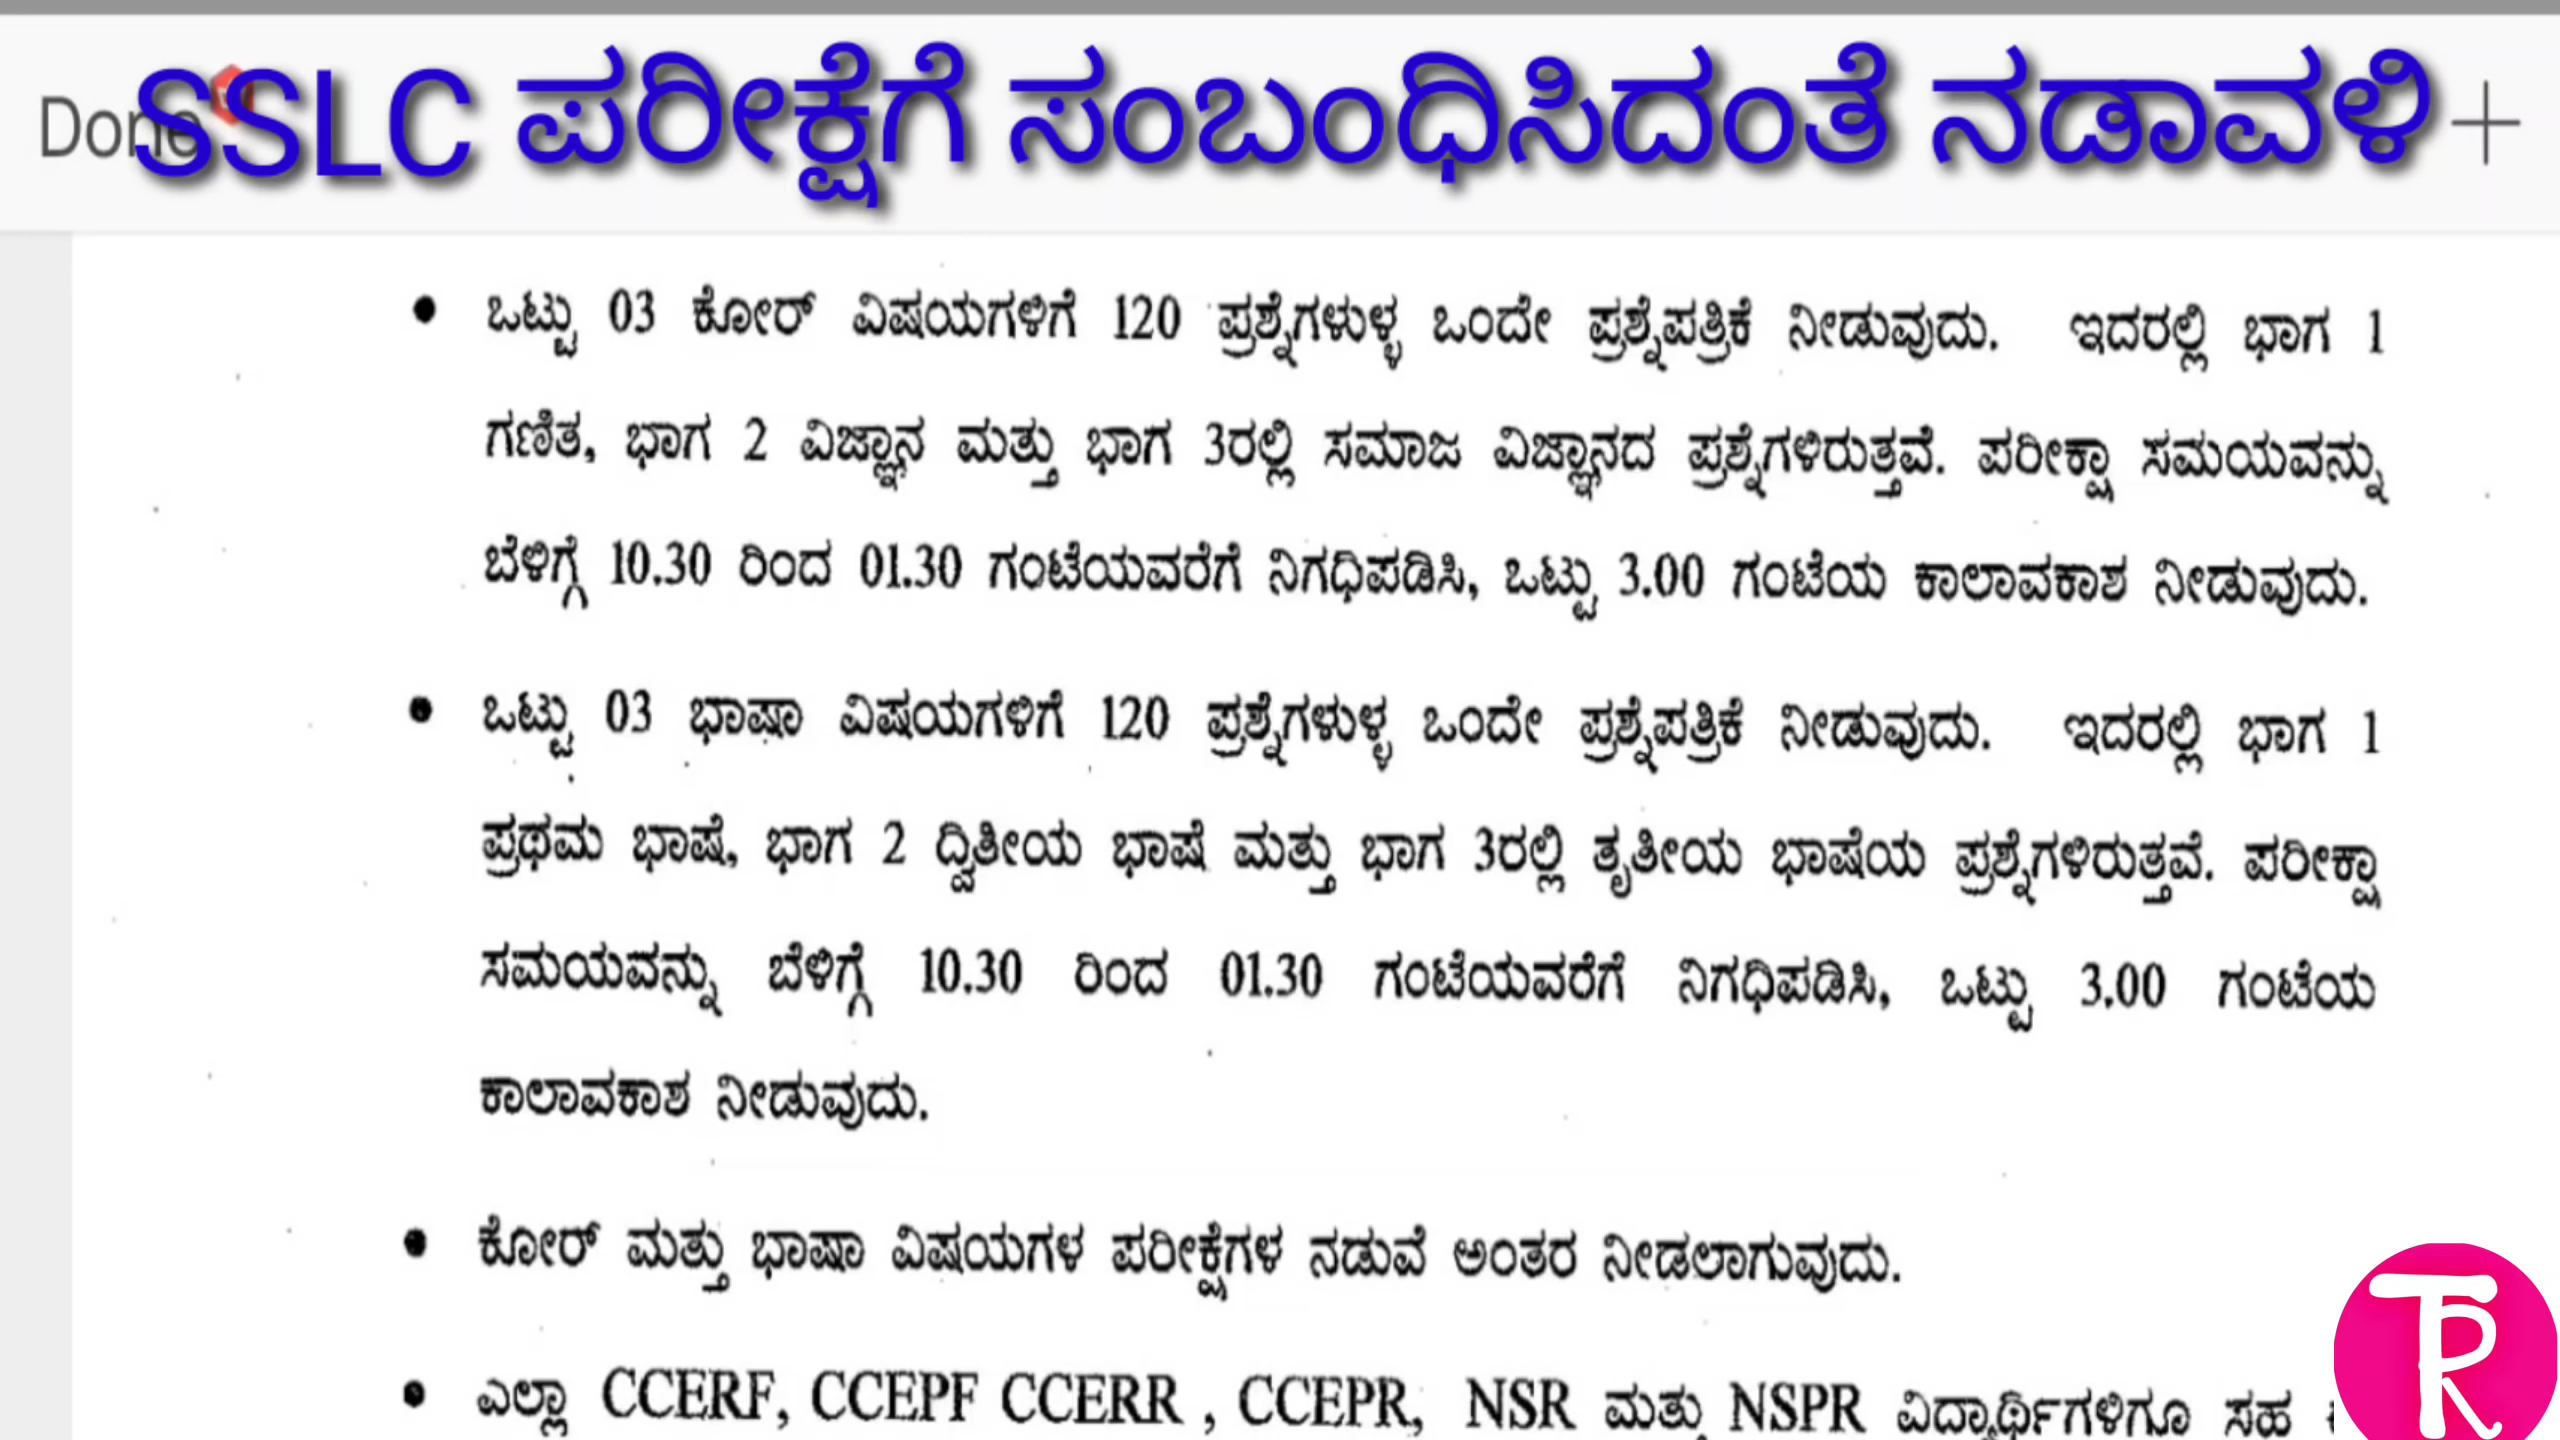 Done
SSLC ಪರೀಕ್ಷೆಗೆ ಸಂಬಂಧಿಸಿದಂತೆ ನಡಾವಳಿ
• ಒಟ್ಟು 03 ಕೋರ್ ವಿಷಯಗಳಿಗೆ 120 ಪ್ರಶ್ನೆಗಳುಳ್ಳ ಒಂದೇ ಪ್ರಶ್ನೆಪತ್ರಿಕೆ ನೀಡುವುದು. ಇದರಲ್ಲಿ ಭಾಗ 1
ಗಣಿತ, ಭಾಗ 2 ವಿಜ್ಞಾನ ಮತ್ತು ಭಾಗ 3ರಲ್ಲಿ ಸಮಾಜ ವಿಜ್ಞಾನದ ಪ್ರಶ್ನೆಗಳಿರುತ್ತವೆ. ಪರೀಕ್ಷಾ ಸಮಯವನ್ನು
ಬೆಳಿಗ್ಗೆ 10.30 ರಿಂದ 01.30 ಗಂಟೆಯವರೆಗೆ ನಿಗಧಿಪಡಿಸಿ, ಒಟ್ಟು 3.00 ಗಂಟೆಯ ಕಾಲಾವಕಾಶ ನೀಡುವುದು.
• ಒಟ್ಟು 03 ಭಾಷಾ ವಿಷಯಗಳಿಗೆ 120 ಪ್ರಶ್ನೆಗಳುಳ್ಳ ಒಂದೇ ಪ್ರಶ್ನೆಪತ್ರಿಕೆ ನೀಡುವುದು. ಇದರಲ್ಲಿ ಭಾಗ 1
ಪ್ರಥಮ ಭಾಷೆ, ಭಾಗ 2 ದ್ವಿತೀಯ ಭಾಷೆ ಮತ್ತು ಭಾಗ 3ರಲ್ಲಿ ತೃತೀಯ ಭಾಷೆಯ ಪ್ರಶ್ನೆಗಳಿರುತ್ತವೆ. ಪರೀಕ್ಷಾ
ಸಮಯವನ್ನು ಬೆಳಿಗ್ಗೆ 10.30 ರಿಂದ 01.30 ಗಂಟೆಯವರೆಗೆ ನಿಗಧಿಪಡಿಸಿ, ಒಟ್ಟು 3.00 ಗಂಟೆಯ
ಕಾಲಾವಕಾಶ ನೀಡುವುದು.
• ಕೋರ್ ಮತ್ತು ಭಾಷಾ ವಿಷಯಗಳ ಪರೀಕ್ಷೆಗಳ ನಡುವೆ ಅಂತರ ನೀಡಲಾಗುವುದು.
• ಎಲ್ಲಾ CCERF, CCEPF CCERR , CCEPR, NSR ಮತ್ತು NSPR ವಿದ್ಯಾರ್ಥಿಗಳಿಗೂ ಸಹ
TR